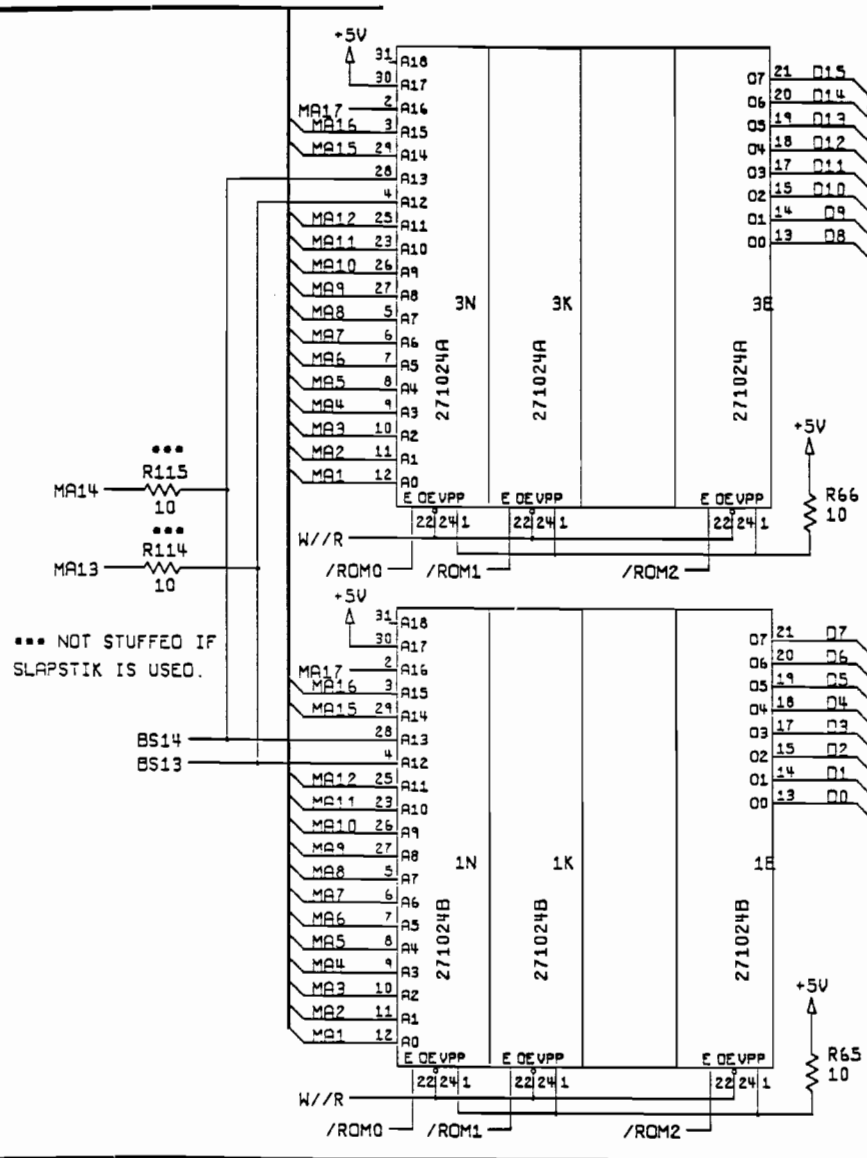 +5V
31 A18
30 A17
MA17 2 A16
MA16 3 A15
MA15 29 A14
28 A13
4 A12
MA12 25 A11
MA11 23 A10
MA10 26 A9
MA9 27 A8
MA8 5 A7
MA7 6 A6
MA6 7 A5
MA5 8 A4
MA4 9 A3
MA3 10 A2
MA2 11 A1
MA1 12 A0
3N 3K 3E
271024A 271024A 271024A
O7 21 D15
O6 20 D14
O5 19 D13
O4 18 D12
O3 17 D11
O2 15 D10
O1 14 D9
O0 13 D8
E OE VPP E OE VPP E OE VPP
22 24 1 22 24 1 22 24 1
W//R
/ROM0 /ROM1 /ROM2
+5V
R66
10
•••
MA14 R115
10
•••
MA13 R114
10
••• NOT STUFFED IF
SLAPSTIK IS USED.
BS14
BS13
+5V
31 A18
30 A17
MA17 2 A16
MA16 3 A15
MA15 29 A14
28 A13
4 A12
MA12 25 A11
MA11 23 A10
MA10 26 A9
MA9 27 A8
MA8 5 A7
MA7 6 A6
MA6 7 A5
MA5 8 A4
MA4 9 A3
MA3 10 A2
MA2 11 A1
MA1 12 A0
1N 1K 1E
271024B 271024B 271024B
O7 21 D7
O6 20 D6
O5 19 D5
O4 18 D4
O3 17 D3
O2 15 D2
O1 14 D1
O0 13 D0
E OE VPP E OE VPP E OE VPP
22 24 1 22 24 1 22 24 1
W//R
/ROM0 /ROM1 /ROM2
+5V
R65
10